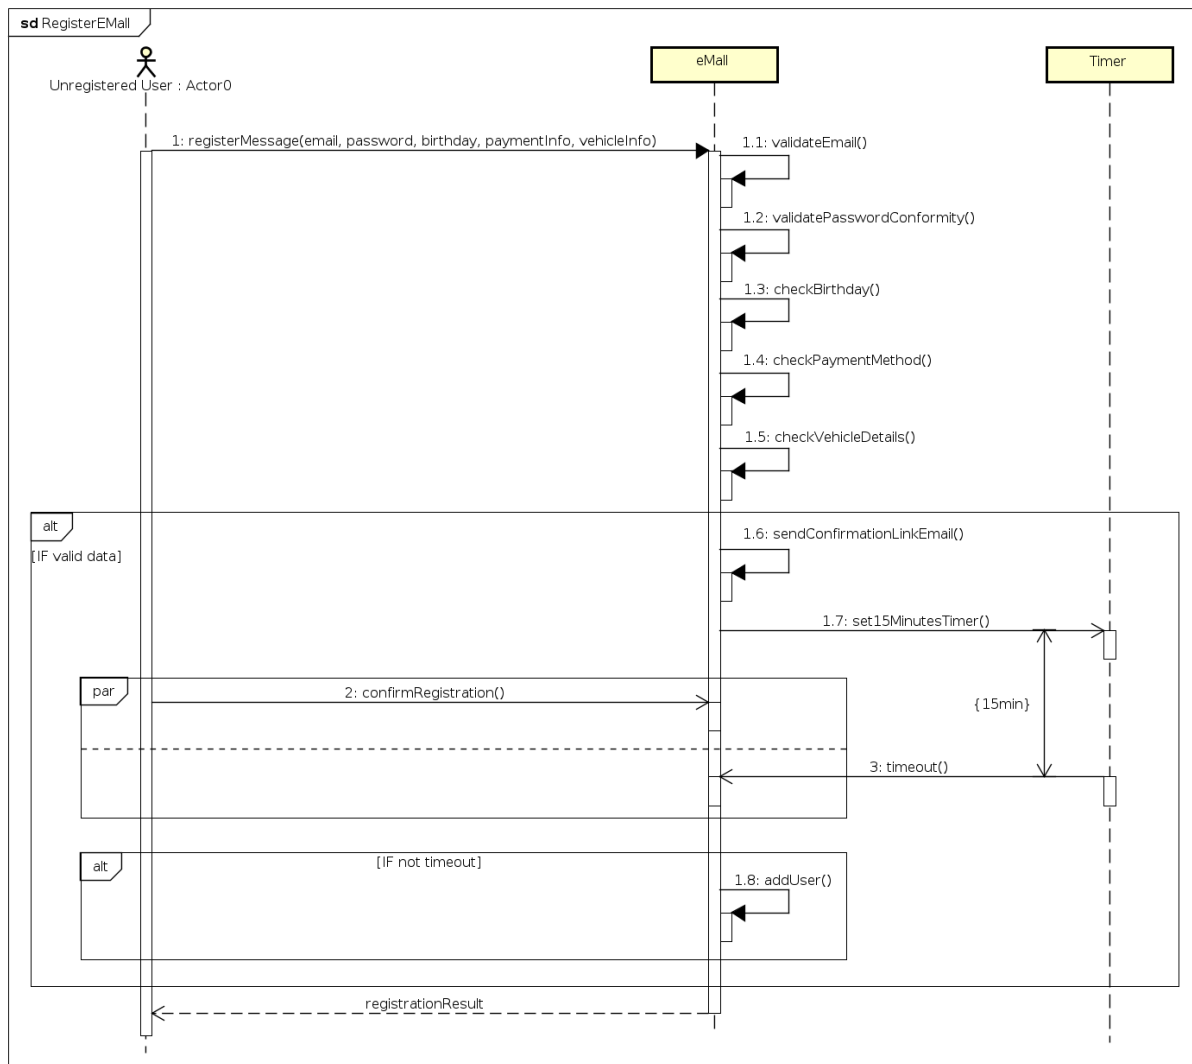 sd RegisterEMall
Unregistered User : Actor0
eMall
Timer
1: registerMessage(email, password, birthday, paymentInfo, vehicleInfo)
1.1: validateEmail()
1.2: validatePasswordConformity()
1.3: checkBirthday()
1.4: checkPaymentMethod()
1.5: checkVehicleDetails()
alt
[IF valid data]
1.6: sendConfirmationLinkEmail()
1.7: set15MinutesTimer()
par
2: confirmRegistration()
{15min}
3: timeout()
alt
[IF not timeout]
1.8: addUser()
registrationResult